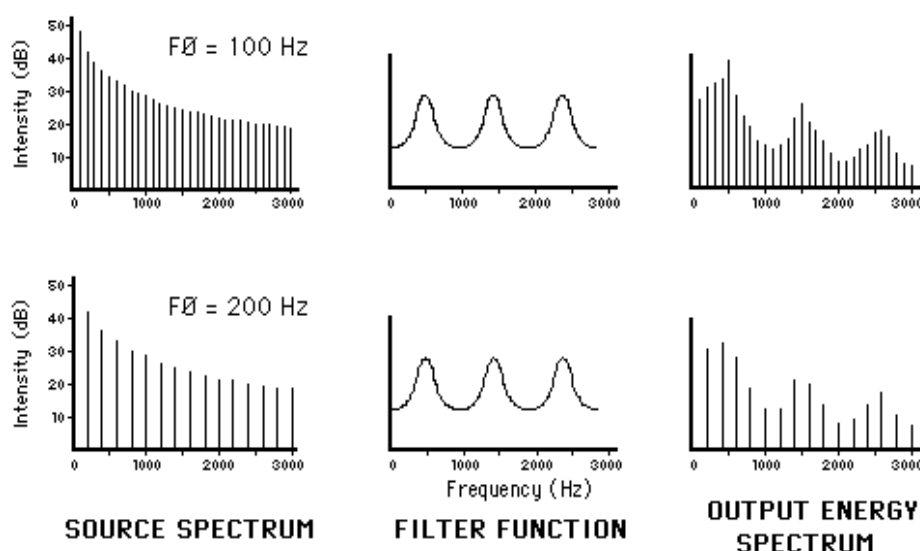 50
40
30
20
10
Intensity (dB)
FØ = 100 Hz
0 1000 2000 3000
0 1000 2000 3000
0 1000 2000 3000
50
40
30
20
10
Intensity (dB)
FØ = 200 Hz
0 1000 2000 3000
0 1000 2000 3000
0 1000 2000 3000
Frequency (Hz)
SOURCE SPECTRUM
FILTER FUNCTION
OUTPUT ENERGY
SPECTRUM